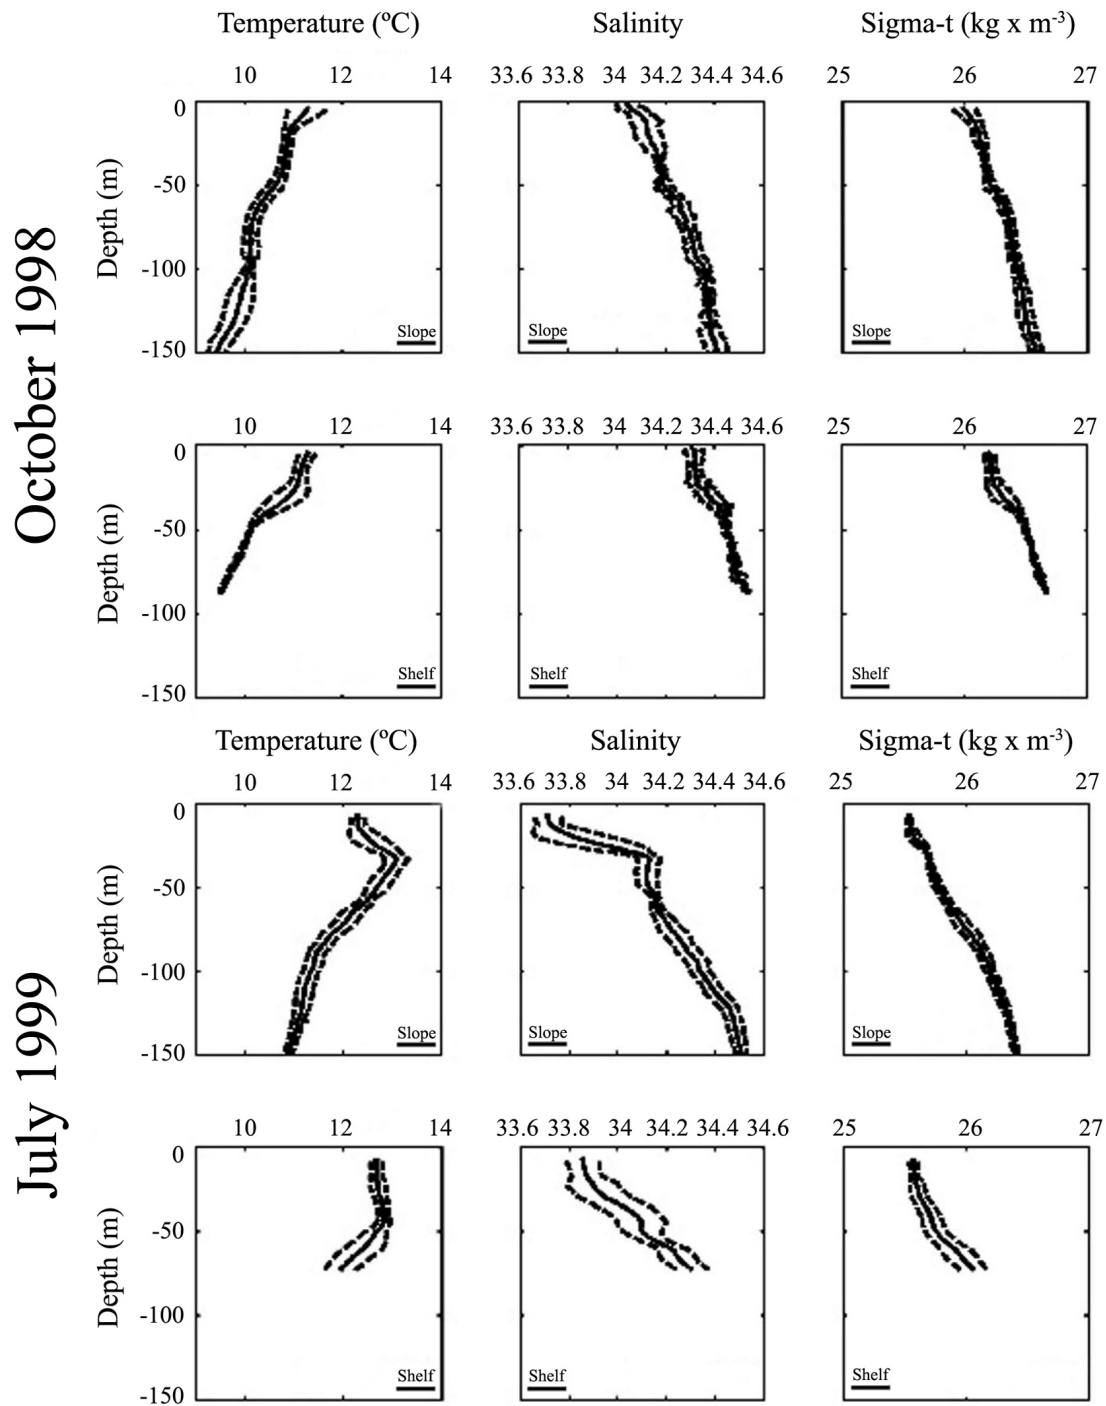 Temperature (ºC) Salinity Sigma-t (kg x m-3)
10 12 14 33.6 33.8 34 34.2 34.4 34.6 25 26 27
0
-50
-100
-150
Depth (m)
Slope Slope Slope
October 1998
10 12 14 33.6 33.8 34 34.2 34.4 34.6 25 26 27
0
-50
-100
-150
Depth (m)
Shelf Shelf Shelf
Temperature (ºC) Salinity Sigma-t (kg x m-3)
10 12 14 33.6 33.8 34 34.2 34.4 34.6 25 26 27
0
-50
-100
-150
Depth (m)
Slope Slope Slope
July 1999
10 12 14 33.6 33.8 34 34.2 34.4 34.6 25 26 27
0
-50
-100
-150
Depth (m)
Shelf Shelf Shelf